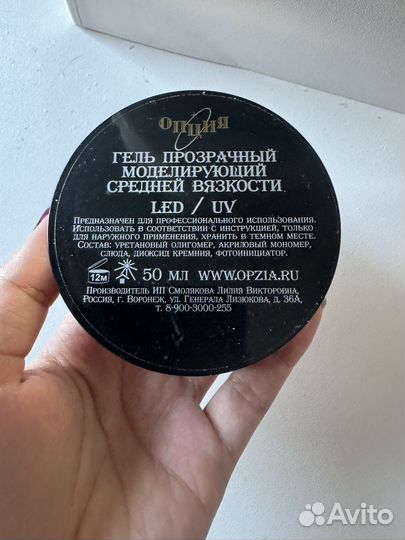 ОПЦИЯ
ГЕЛЬ ПРОЗРАЧНЫЙ
МОДЕЛИРУЮЩИЙ
СРЕДНЕЙ ВЯЗКОСТИ
LED / UV
ПРЕДНАЗНАЧЕН ДЛЯ ПРОФЕССИОНАЛЬНОГО ИСПОЛЬЗОВАНИЯ.
ИСПОЛЬЗОВАТЬ В СООТВЕТСТВИИ С ИНСТРУКЦИЕЙ, ТОЛЬКО
ДЛЯ НАРУЖНОГО ПРИМЕНЕНИЯ, ХРАНИТЬ В ТЕМНОМ МЕСТЕ.
СОСТАВ: УРЕТАНОВЫЙ ОЛИГОМЕР, АКРИЛОВЫЙ МОНОМЕР,
СЛЮДА, ДИОКСИД КРЕМНИЯ, ФОТОИНИЦИАТОР.
12М 50 МЛ WWW.OPZIA.RU
ПРОИЗВОДИТЕЛЬ ИП СМОЛЯКОВА ЛИЛИЯ ВИКТОРОВНА,
РОССИЯ, Г. ВОРОНЕЖ, УЛ. ГЕНЕРАЛА ЛИЗЮКОВА, Д. 36А,
Т. 8-900-3000-255
Avito